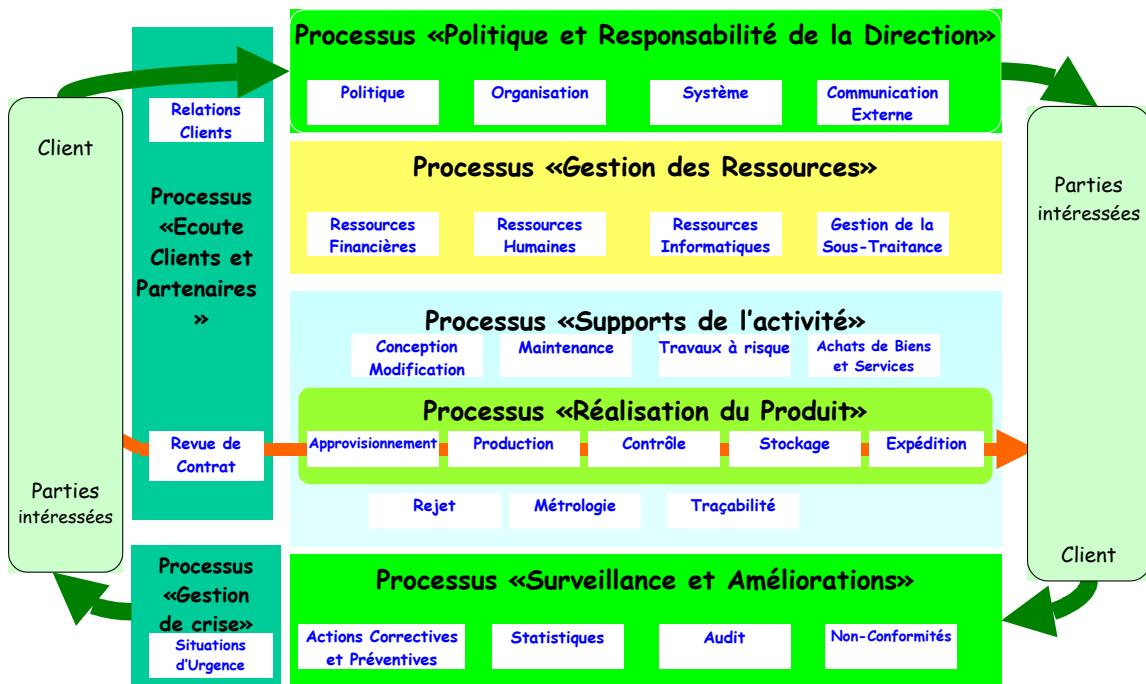 Processus «Politique et Responsabilité de la Direction»
Politique
Organisation
Système
Communication
Externe
Relations
Clients
Client
Processus
«Ecoute
Clients et
Partenaires
»
Processus «Gestion des Ressources»
Ressources
Financières
Ressources
Humaines
Ressources
Informatiques
Gestion de la
Sous-Traitance
Parties
intéressées
Processus «Supports de l'activité»
Conception
Modification
Maintenance
Travaux à risque
Achats de Biens
et Services
Processus «Réalisation du Produit»
Revue de
Contrat
Approvisionnement
Production
Contrôle
Stockage
Expédition
Parties
intéressées
Rejet
Métrologie
Traçabilité
Client
Processus
«Gestion
de crise»
Situations
d'Urgence
Processus «Surveillance et Améliorations»
Actions Correctives
et Préventives
Statistiques
Audit
Non-Conformités